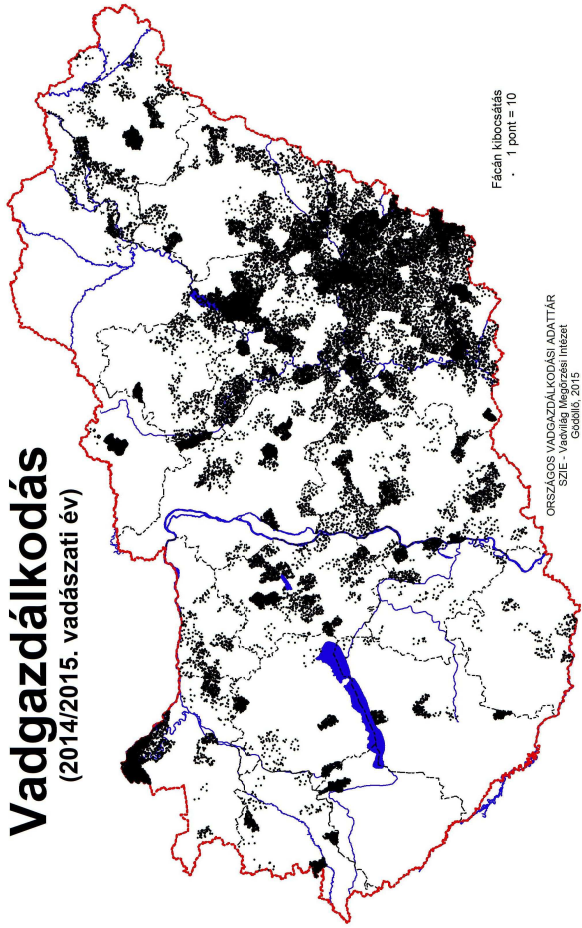 Vadgazdálkodás
(2014/2015. vadászati év)
Fácán kibocsátás
· 1 pont = 10
ORSZÁGOS VADGAZDÁLKODÁSI ADATTÁR
SZIE - Vadvilág Megőrzési Intézet
Gödöllő, 2015